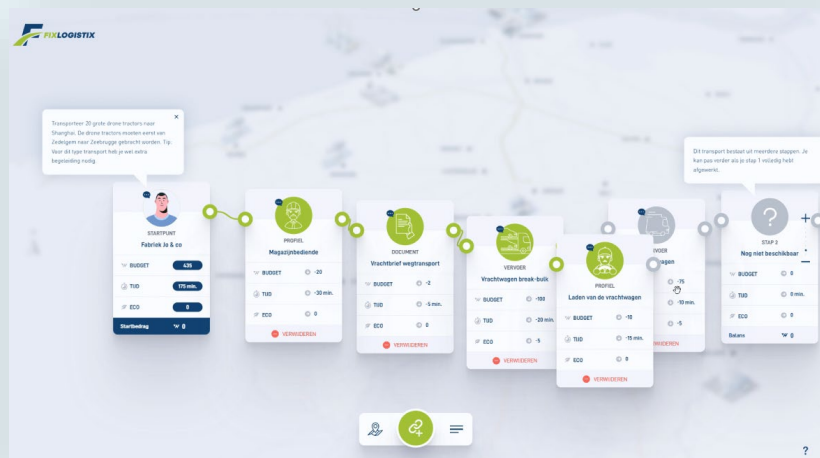 FIXLOGISTIX
Transporteer 20 grote drone tractors naar
Shanghai. De drone tractors moeten eerst van
Zedelgem naar Zeebrugge gebracht worden. Tip:
Voor dit type transport heb je wel extra
begeleiding nodig.
STARTPUNT
Fabriek Jo & co
BUDGET 435
TIJD 175 min.
ECO 0
Startbedrag 0
PROFIEL
Magazijnbediende
BUDGET -20
TIJD -30 min.
ECO 0
VERWIJDEREN
DOCUMENT
Vrachtbrief wegtransport
BUDGET -2
TIJD -5 min.
ECO 0
VERWIJDEREN
VERVOER
Vrachtwagen break-bulk
BUDGET -100
TIJD -20 min.
ECO -5
VERWIJDEREN
PROFIEL
Laden van de vrachtwagen
BUDGET -10
TIJD -15 min.
ECO 0
VERWIJDEREN
-75
-10 min.
-5
Dit transport bestaat uit meerdere stappen. Je
kan pas verder als je stap 1 volledig hebt
afgewerkt.
?
STAP 2
Nog niet beschikbaar
BUDGET 0
TIJD 0 min.
ECO 0
Balans 0
?